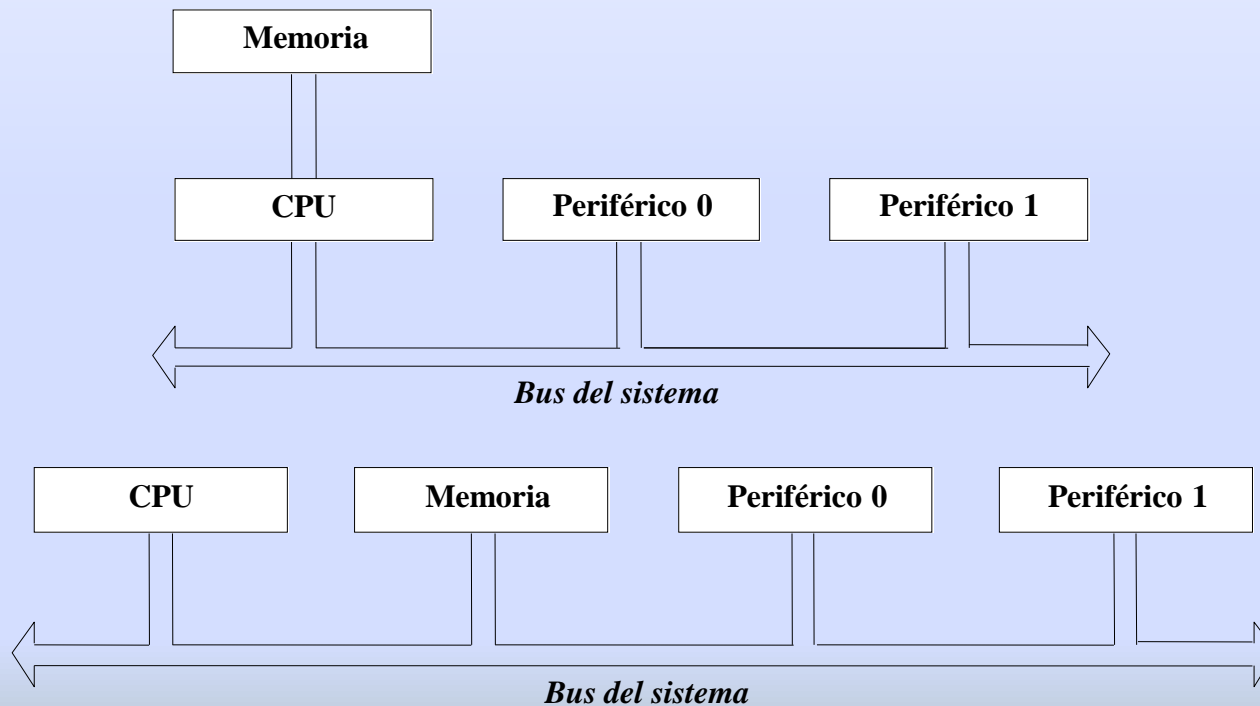 Memoria
CPU Periférico 0 Periférico 1
Bus del sistema
CPU Memoria Periférico 0 Periférico 1
Bus del sistema